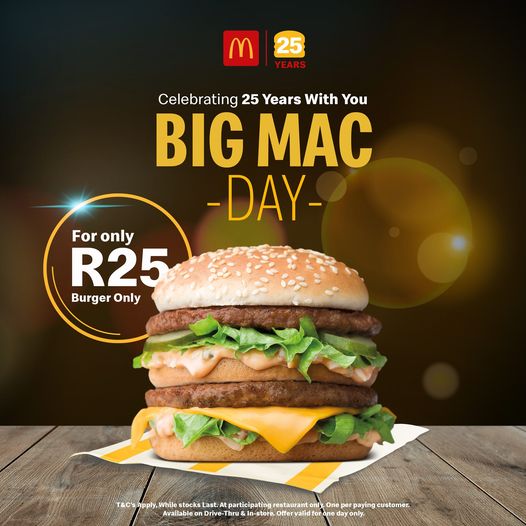 25
YEARS
Celebrating 25 Years With You
BIG MAC
-DAY-
For only
R25
Burger Only
T&C's Apply, While stocks Last. At participating restaurant only. One per paying customer.
Available on Drive-Thru & In-store. Offer valid for one day only.